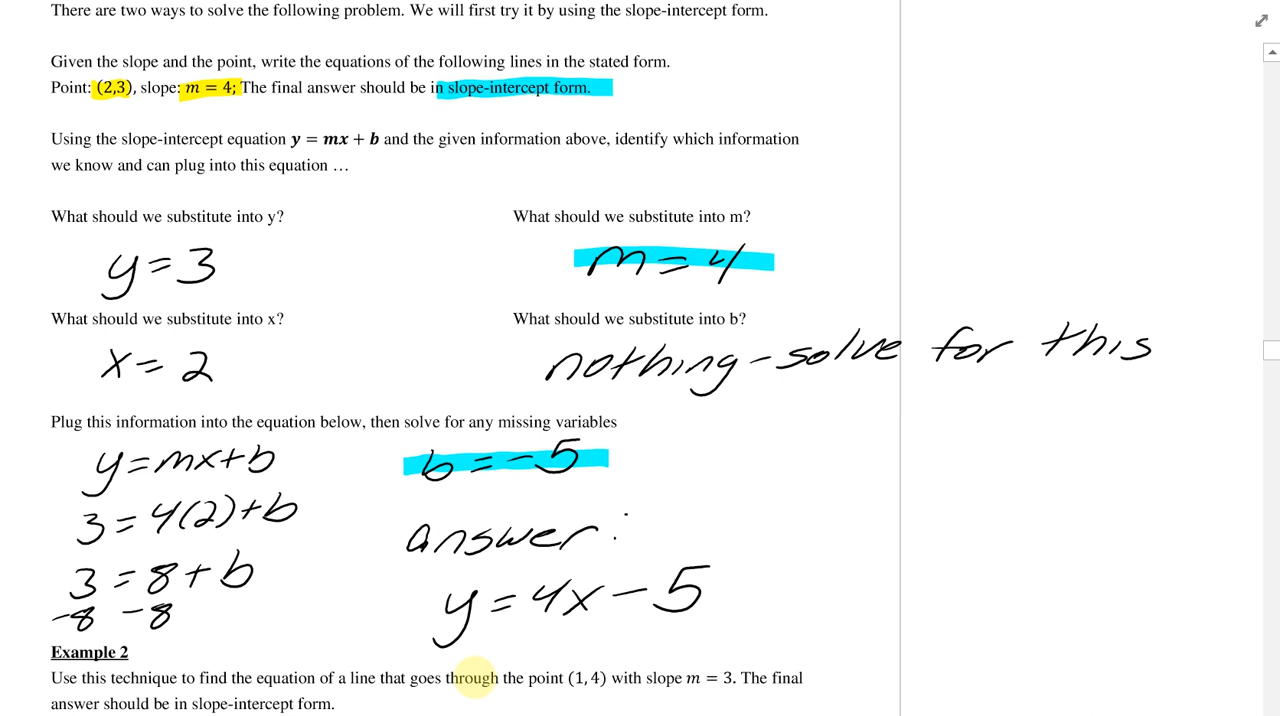 There are two ways to solve the following problem. We will first try it by using the slope-intercept form.
Given the slope and the point, write the equations of the following lines in the stated form.
Point: (2,3), slope: m = 4; The final answer should be in slope-intercept form.
Using the slope-intercept equation y = mx + b and the given information above, identify which information
we know and can plug into this equation …
What should we substitute into y?
What should we substitute into m?
y=3
m=4
What should we substitute into x?
What should we substitute into b?
x=2
nothing-solve for this
Plug this information into the equation below, then solve for any missing variables
y=mx+b
b=-5
3=4(2)+b
answer:
3=8+b
y=4x-5
-8 -8
Example 2
Use this technique to find the equation of a line that goes through the point (1,4) with slope m = 3. The final
answer should be in slope-intercept form.